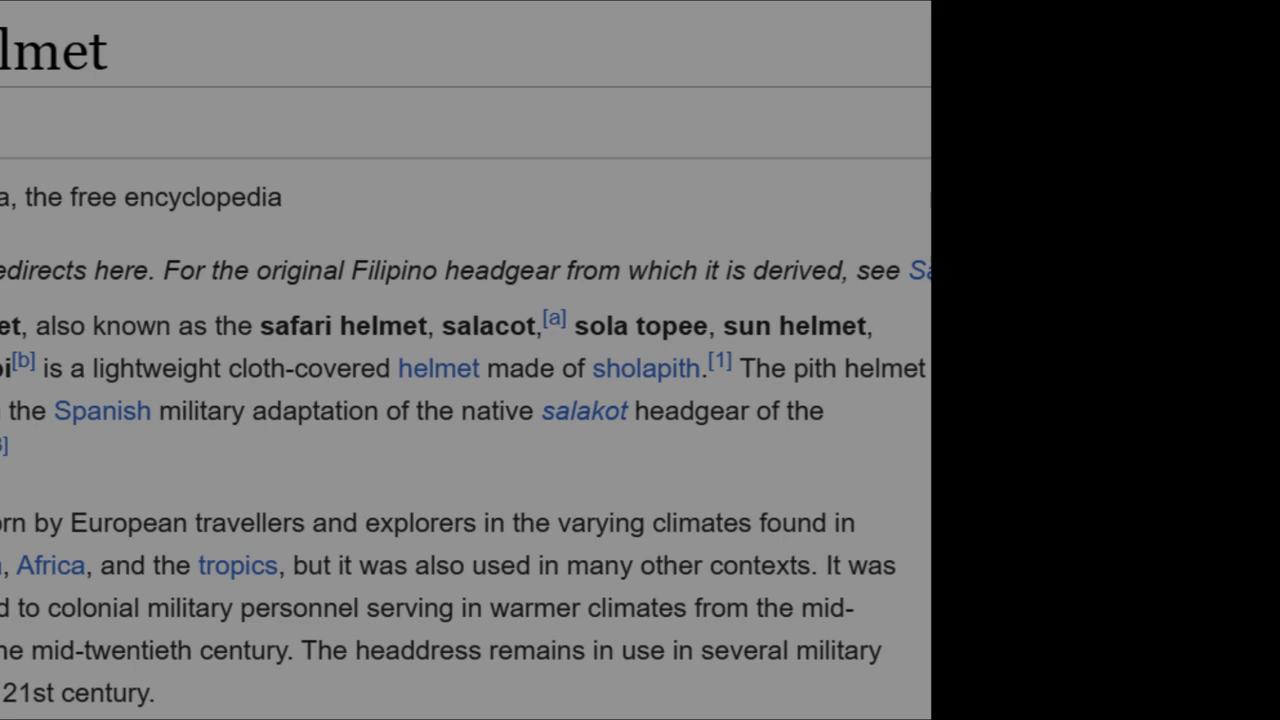 lmet
a, the free encyclopedia
edirects here. For the original Filipino headgear from which it is derived, see Sa
et, also known as the safari helmet, salacot,[a] sola topee, sun helmet,
oi[b] is a lightweight cloth-covered helmet made of sholapith.[1] The pith helmet
the Spanish military adaptation of the native salakot headgear of the
3]
orn by European travellers and explorers in the varying climates found in
, Africa, and the tropics, but it was also used in many other contexts. It was
d to colonial military personnel serving in warmer climates from the mid-
he mid-twentieth century. The headdress remains in use in several military
21st century.